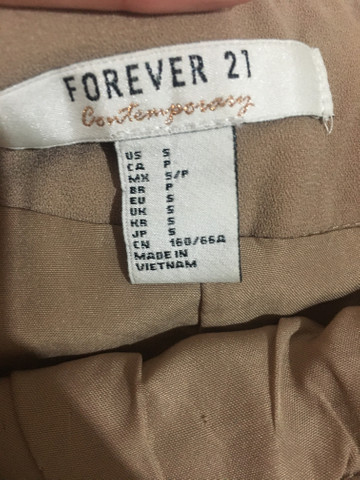 FOREVER 21
Contemporary
US S
CA P
MX S/P
BR P
EU S
UK S
KR S
JP S
CN 160/66A
MADE IN
VIETNAM